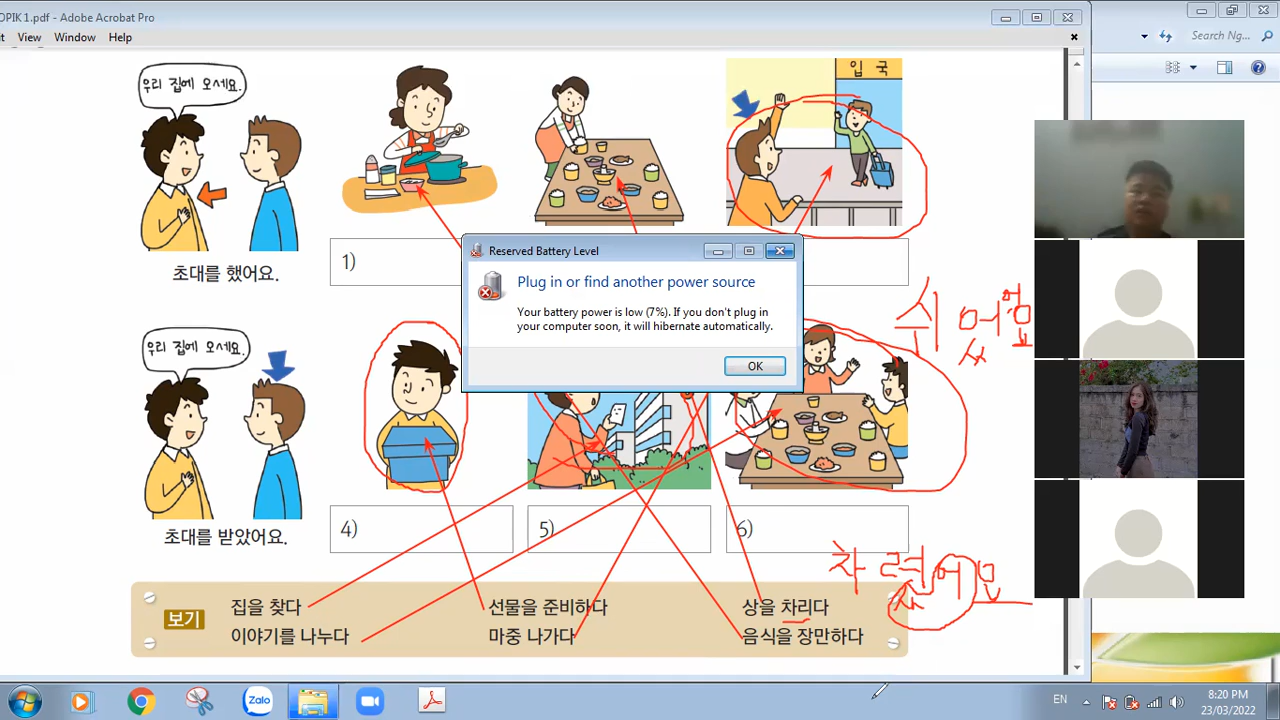 OPIK 1.pdf - Adobe Acrobat Pro
Search Ng...
View Window Help
우리 집에 오세요.
입 국
초대를 했어요.
1)
Reserved Battery Level
Plug in or find another power source
Your battery power is low (7%). If you don't plug in
your computer soon, it will hibernate automatically.
OK
우리 집에 오세요.
초대를 받았어요.
4)
5)
6)
차렸어요
보기
집을 찾다
선물을 준비하다
상을 차리다
이야기를 나누다
마중 나가다
음식을 장만하다
Zalo
EN
8:20 PM
23/03/2022